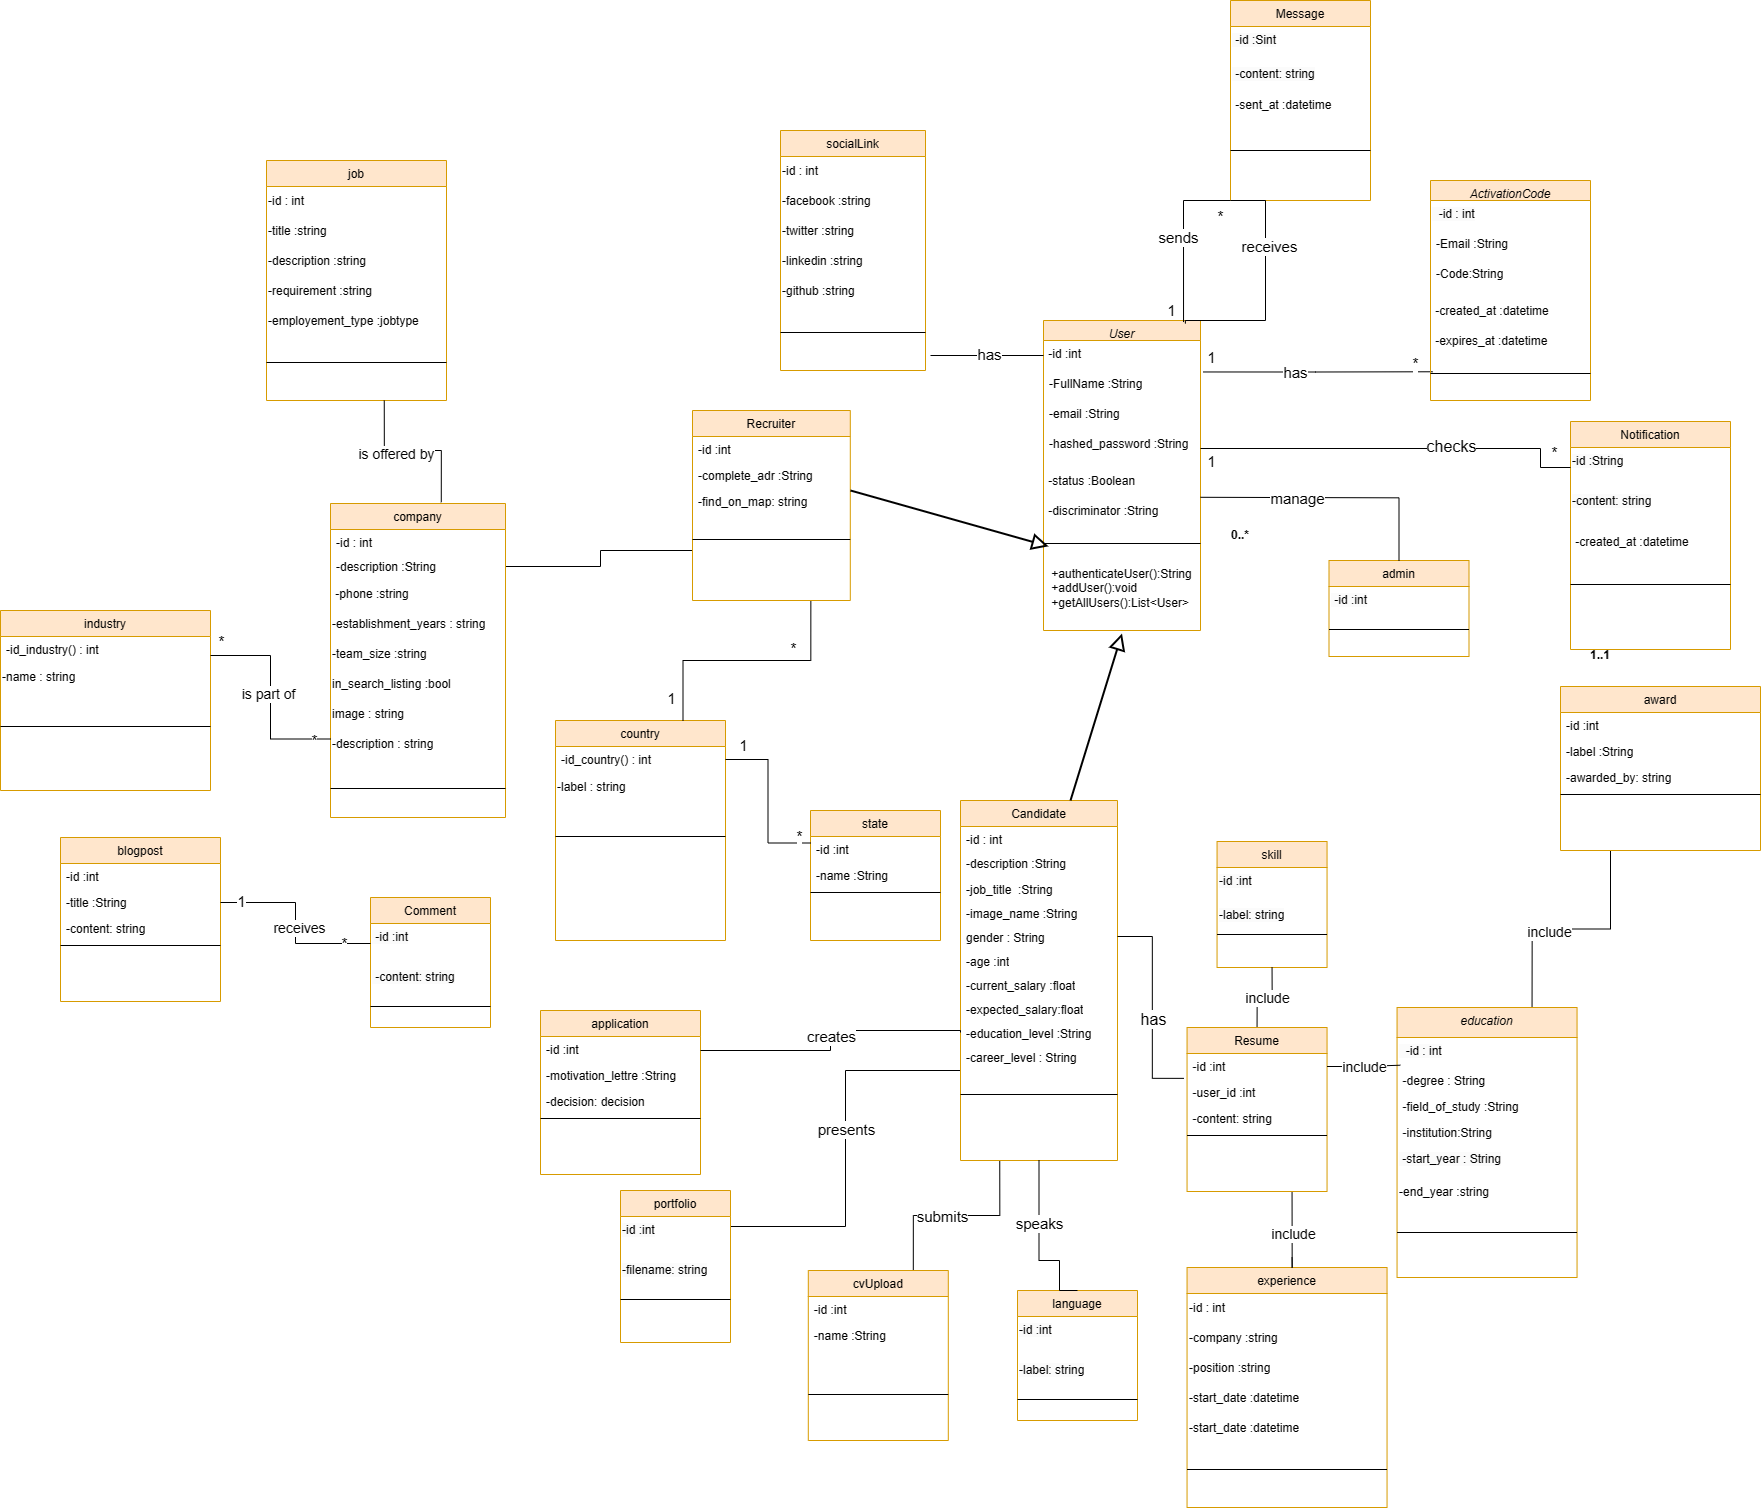 Message
-id :Sint
-content: string
-sent_at :datetime
socialLink
-id : int
-facebook :string
-twitter :string
-linkedin :string
-github :string
job
-id : int
-title :string
-description :string
-requirement :string
-employement_type :jobtype
ActivationCode
-id : int
-Email :String
-Code:String
-created_at :datetime
-expires_at :datetime
*
sends
receives
1
User
-id :int
-FullName :String
-email :String
-hashed_password :String
-status :Boolean
-discriminator :String
+authenticateUser():String
+addUser():void
+getAllUsers():List<User>
has
1
has
*
checks
1
*
manage
0..*
Notification
-id :String
-content: string
-created_at :datetime
1..1
admin
-id :int
Recruiter
-id :int
-complete_adr :String
-find_on_map: string
is offered by
company
-id : int
-description :String
-phone :string
-establishment_years : string
-team_size :string
in_search_listing :bool
image : string
-description : string
industry
-id_industry() : int
-name : string
*
is part of
*
*
1
country
-id_country() : int
-label : string
1
*
state
-id :int
-name :String
award
-id :int
-label :String
-awarded_by: string
blogpost
-id :int
-title :String
-content: string
1
receives
*
Comment
-id :int
-content: string
Candidate
-id : int
-description :String
-job_title :String
-image_name :String
gender : String
-age :int
-current_salary :float
-expected_salary:float
-education_level :String
-career_level : String
skill
-id :int
-label: string
include
include
has
Resume
-id :int
-user_id :int
-content: string
include
education
-id : int
-degree : String
-field_of_study :String
-institution:String
-start_year : String
-end_year :string
application
-id :int
-motivation_lettre :String
-decision: decision
creates
presents
portfolio
-id :int
-filename: string
submits
speaks
include
cvUpload
-id :int
-name :String
language
-id :int
-label: string
experience
-id : int
-company :string
-position :string
-start_date :datetime
-start_date :datetime